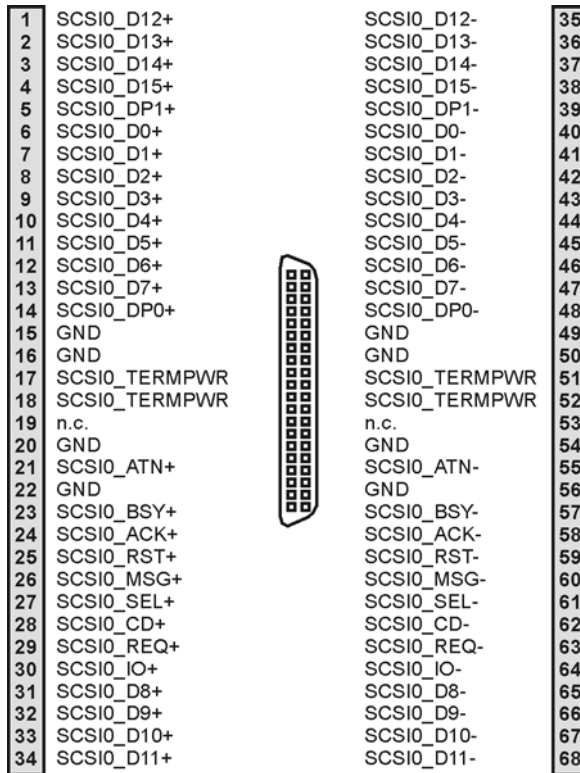 1 SCSI0_D12+ SCSI0_D12- 35
2 SCSI0_D13+ SCSI0_D13- 36
3 SCSI0_D14+ SCSI0_D14- 37
4 SCSI0_D15+ SCSI0_D15- 38
5 SCSI0_DP1+ SCSI0_DP1- 39
6 SCSI0_D0+ SCSI0_D0- 40
7 SCSI0_D1+ SCSI0_D1- 41
8 SCSI0_D2+ SCSI0_D2- 42
9 SCSI0_D3+ SCSI0_D3- 43
10 SCSI0_D4+ SCSI0_D4- 44
11 SCSI0_D5+ SCSI0_D5- 45
12 SCSI0_D6+ SCSI0_D6- 46
13 SCSI0_D7+ SCSI0_D7- 47
14 SCSI0_DP0+ SCSI0_DP0- 48
15 GND GND 49
16 GND GND 50
17 SCSI0_TERMPWR SCSI0_TERMPWR 51
18 SCSI0_TERMPWR SCSI0_TERMPWR 52
19 n.c. n.c. 53
20 GND GND 54
21 SCSI0_ATN+ SCSI0_ATN- 55
22 GND GND 56
23 SCSI0_BSY+ SCSI0_BSY- 57
24 SCSI0_ACK+ SCSI0_ACK- 58
25 SCSI0_RST+ SCSI0_RST- 59
26 SCSI0_MSG+ SCSI0_MSG- 60
27 SCSI0_SEL+ SCSI0_SEL- 61
28 SCSI0_CD+ SCSI0_CD- 62
29 SCSI0_REQ+ SCSI0_REQ- 63
30 SCSI0_IO+ SCSI0_IO- 64
31 SCSI0_D8+ SCSI0_D8- 65
32 SCSI0_D9+ SCSI0_D9- 66
33 SCSI0_D10+ SCSI0_D10- 67
34 SCSI0_D11+ SCSI0_D11- 68